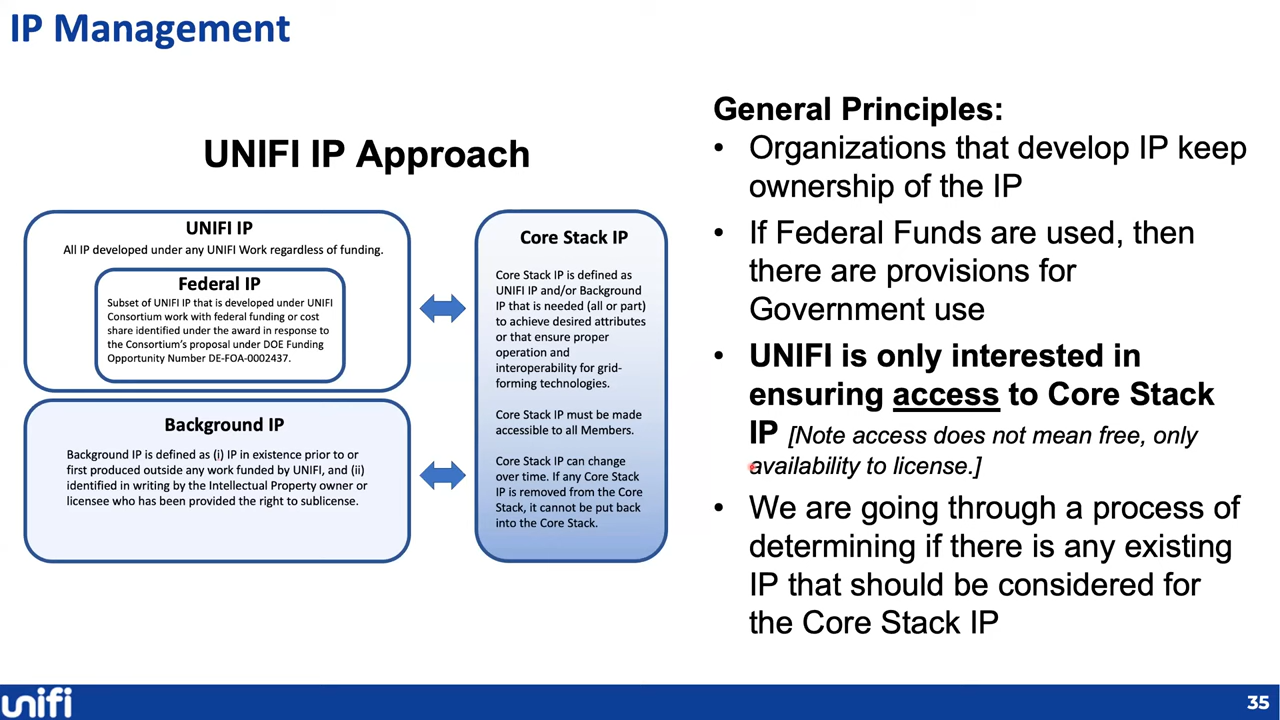 IP Management
UNIFI IP Approach
UNIFI IP
All IP developed under any UNIFI Work regardless of funding.
Federal IP
Subset of UNIFI IP that is developed under UNIFI
Consortium work with federal funding or cost
share identified under the award in response to
the Consortium’s proposal under DOE Funding
Opportunity Number DE-FOA-0002437.
Background IP
Background IP is defined as (i) IP in existence prior to or
first produced outside any work funded by UNIFI, and (ii)
identified in writing by the Intellectual Property owner or
licensee who has been provided the right to sublicense.
Core Stack IP
Core Stack IP is defined as
UNIFI IP and/or Background
IP that is needed (all or part)
to achieve desired attributes
or that ensure proper
operation and
interoperability for grid-
forming technologies.
Core Stack IP must be made
accessible to all Members.
Core Stack IP can change
over time. If any Core Stack
IP is removed from the Core
Stack, it cannot be put back
into the Core Stack.
General Principles:
• Organizations that develop IP keep
ownership of the IP
• If Federal Funds are used, then
there are provisions for
Government use
• UNIFI is only interested in
ensuring access to Core Stack
IP [Note access does not mean free, only
availability to license.]
• We are going through a process of
determining if there is any existing
IP that should be considered for
the Core Stack IP
unifi
35